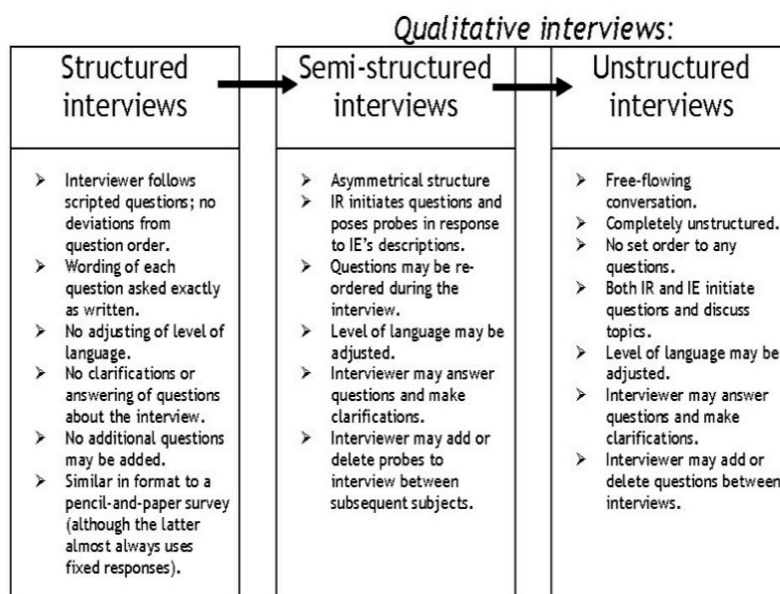 Qualitative interviews:
Structured
interviews
➢ Interviewer follows
scripted questions; no
deviations from
question order.
➢ Wording of each
question asked exactly
as written.
➢ No adjusting of level of
language.
➢ No clarifications or
answering of questions
about the interview.
➢ No additional questions
may be added.
➢ Similar in format to a
pencil-and-paper survey
(although the latter
almost always uses
fixed responses).
Semi-structured
interviews
➢ Asymmetrical structure
➢ IR initiates questions and
poses probes in response
to IE's descriptions.
➢ Questions may be re-
ordered during the
interview.
➢ Level of language may be
adjusted.
➢ Interviewer may answer
questions and make
clarifications.
➢ Interviewer may add or
delete probes to
interview between
subsequent subjects.
Unstructured
interviews
➢ Free-flowing
conversation.
➢ Completely unstructured.
➢ No set order to any
questions.
➢ Both IR and IE initiate
questions and discuss
topics.
➢ Level of language may be
adjusted.
➢ Interviewer may answer
questions and make
clarifications.
➢ Interviewer may add or
delete questions between
interviews.